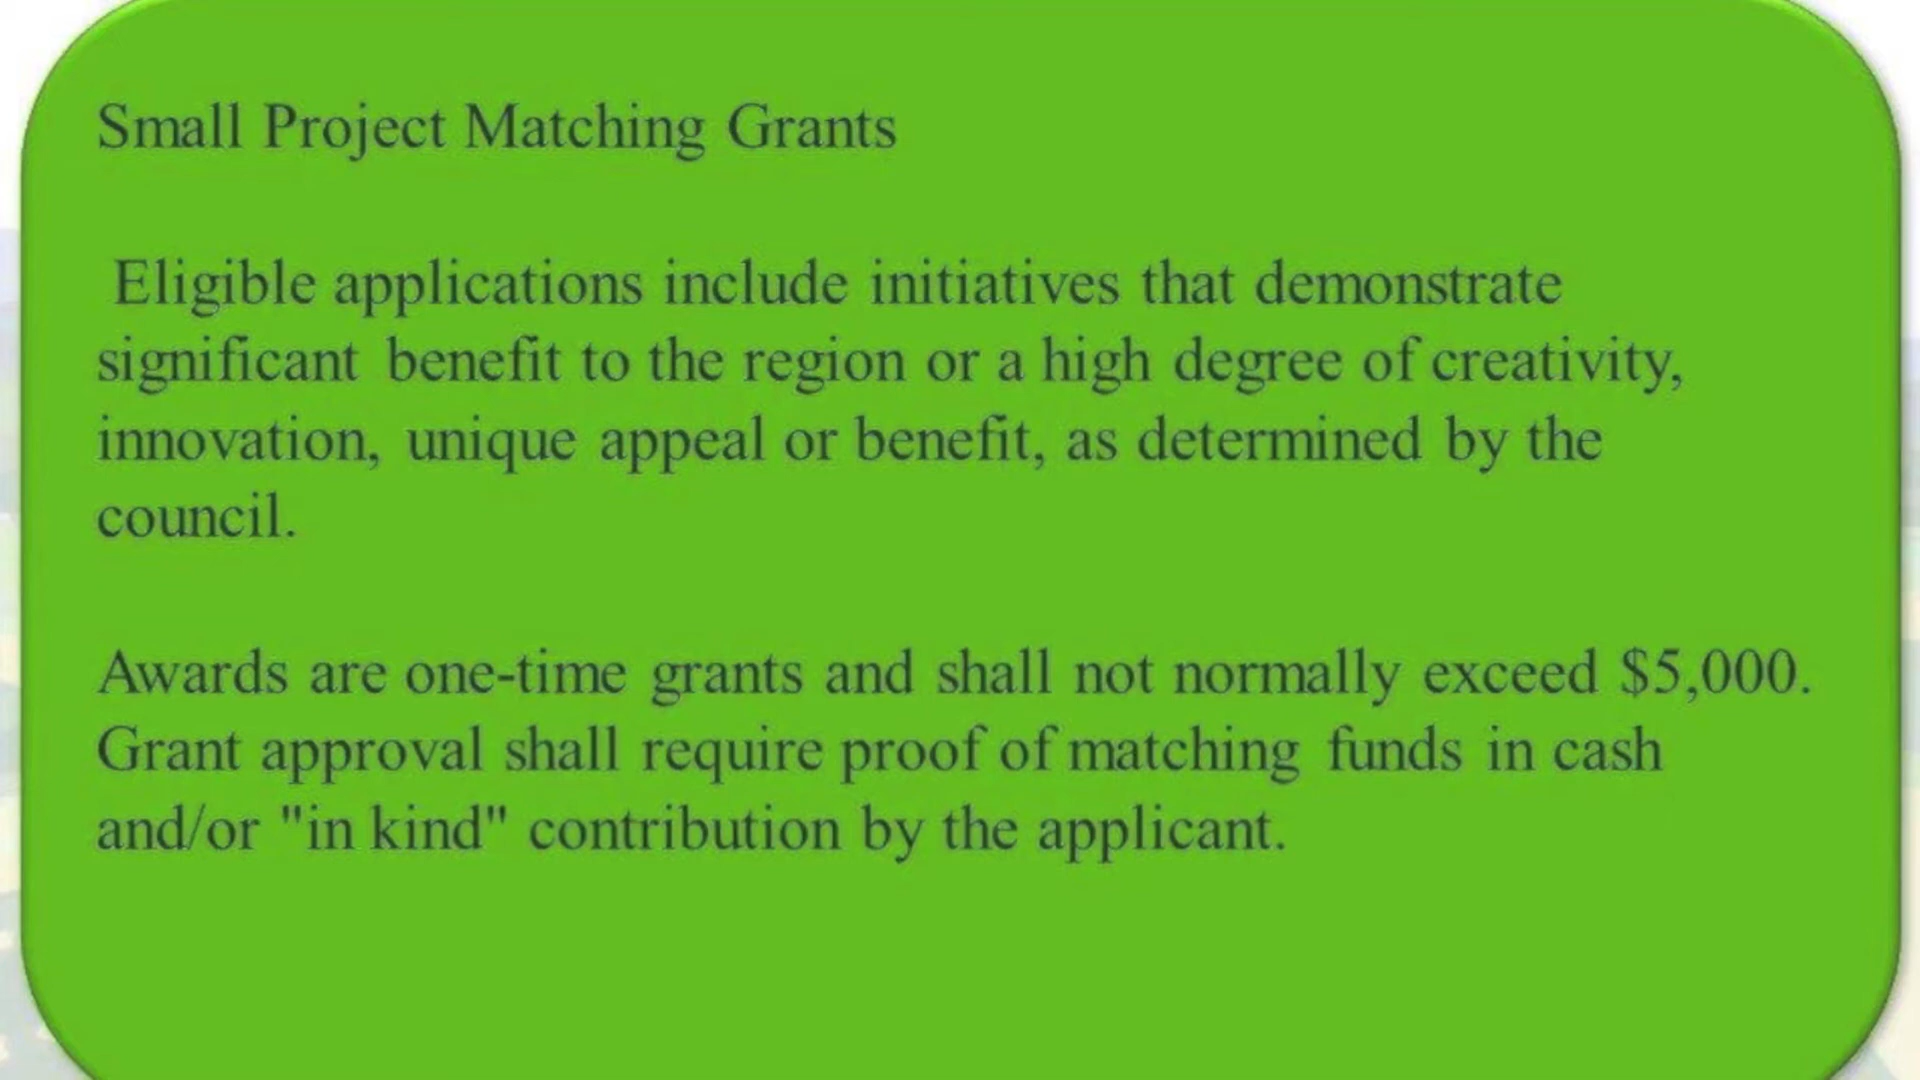 Small Project Matching Grants
Eligible applications include initiatives that demonstrate
significant benefit to the region or a high degree of creativity,
innovation, unique appeal or benefit, as determined by the
council.
Awards are one-time grants and shall not normally exceed $5,000.
Grant approval shall require proof of matching funds in cash
and/or "in kind" contribution by the applicant.